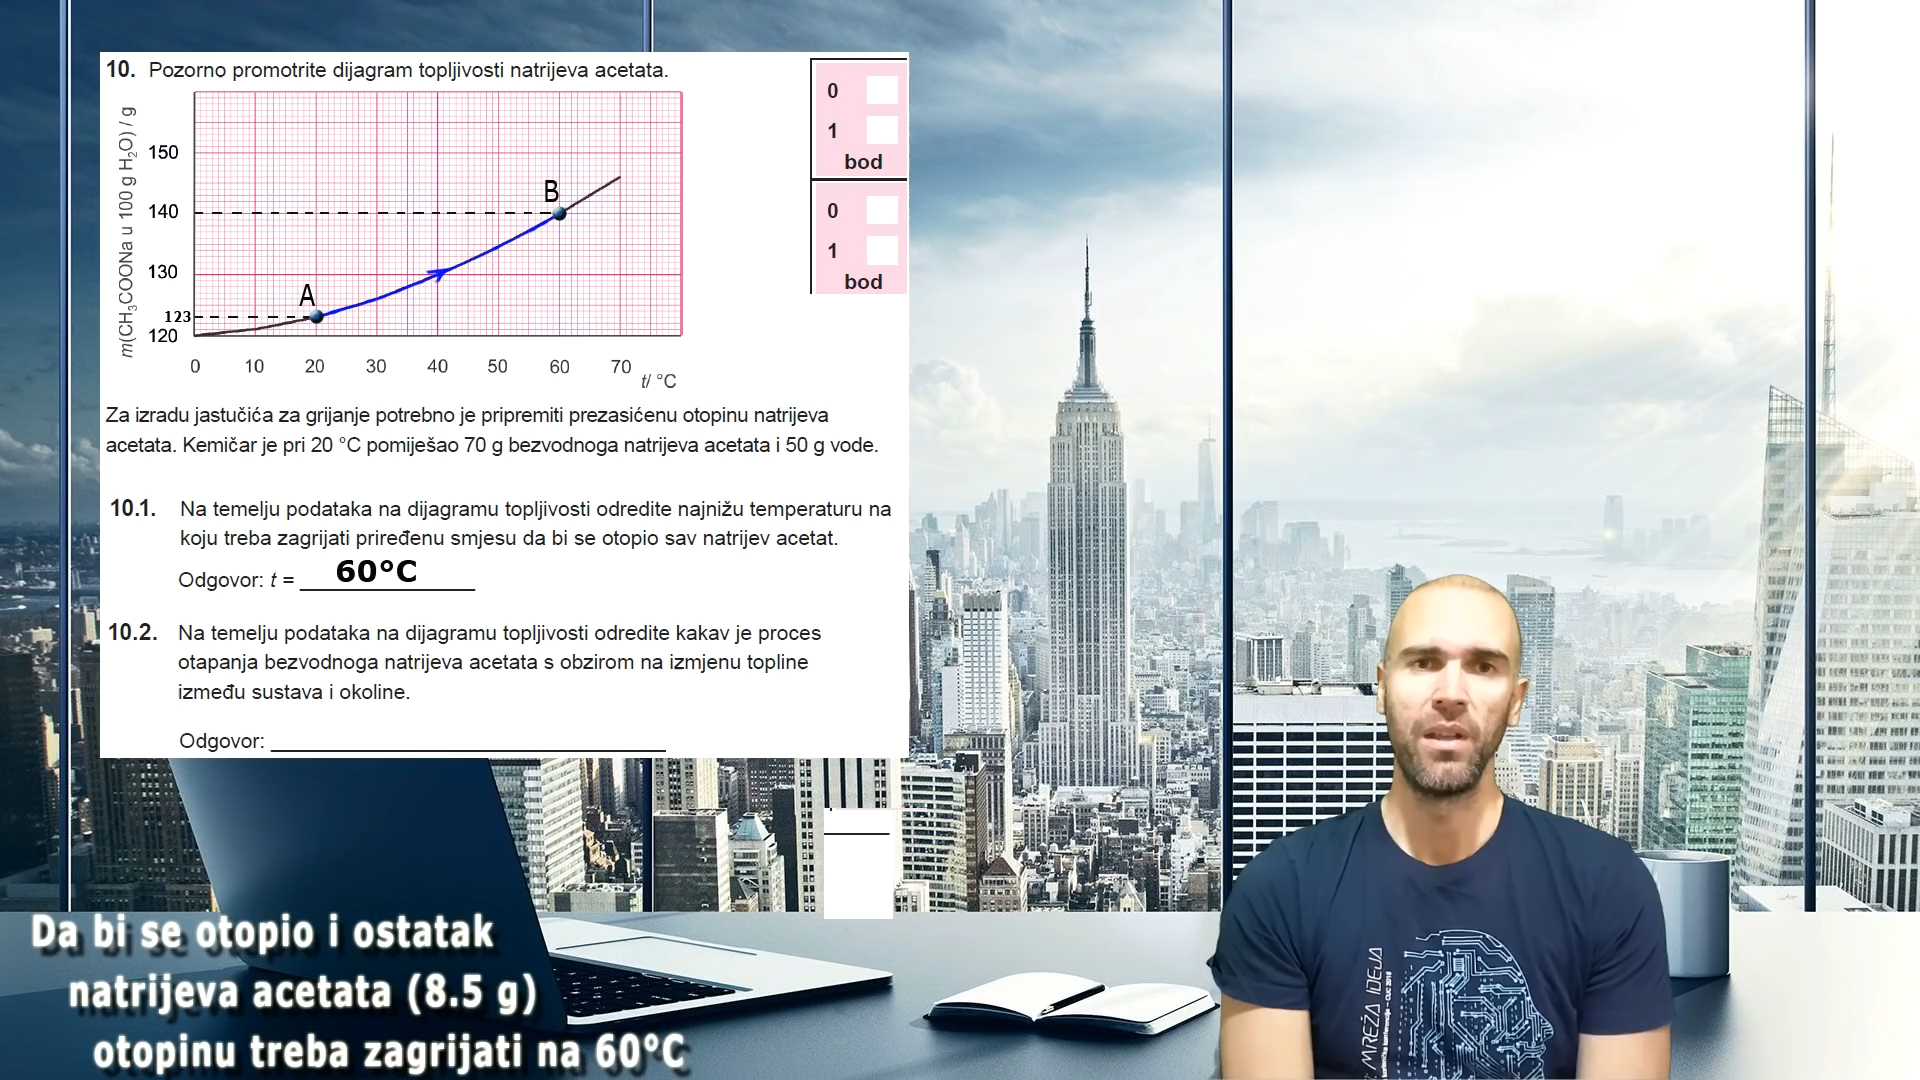 10. Pozorno promotrite dijagram topljivosti natrijeva acetata.
m(CH₃COONa u 100 g H₂O) / g
150
140
130
123
120
A
B
0 10 20 30 40 50 60 70
t/ °C
0
1
bod
0
1
bod
Za izradu jastučića za grijanje potrebno je pripremiti prezasićenu otopinu natrijeva
acetata. Kemičar je pri 20 °C pomiješao 70 g bezvodnoga natrijeva acetata i 50 g vode.
10.1. Na temelju podataka na dijagramu topljivosti odredite najnižu temperaturu na
koju treba zagrijati priređenu smjesu da bi se otopio sav natrijev acetat.
Odgovor: t = 60°C
10.2. Na temelju podataka na dijagramu topljivosti odredite kakav je proces
otapanja bezvodnoga natrijeva acetata s obzirom na izmjenu topline
između sustava i okoline.
Odgovor:
Da bi se otopio i ostatak
natrijeva acetata (8.5 g)
otopinu treba zagrijati na 60°C
MREŽA IDEJA